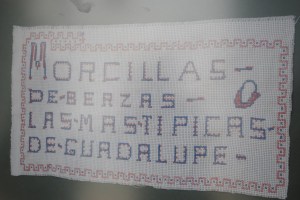 MORCILLAS-
DE-BERZAS-
LAS-MAS-TIPICAS-
DE-GUADALUPE-